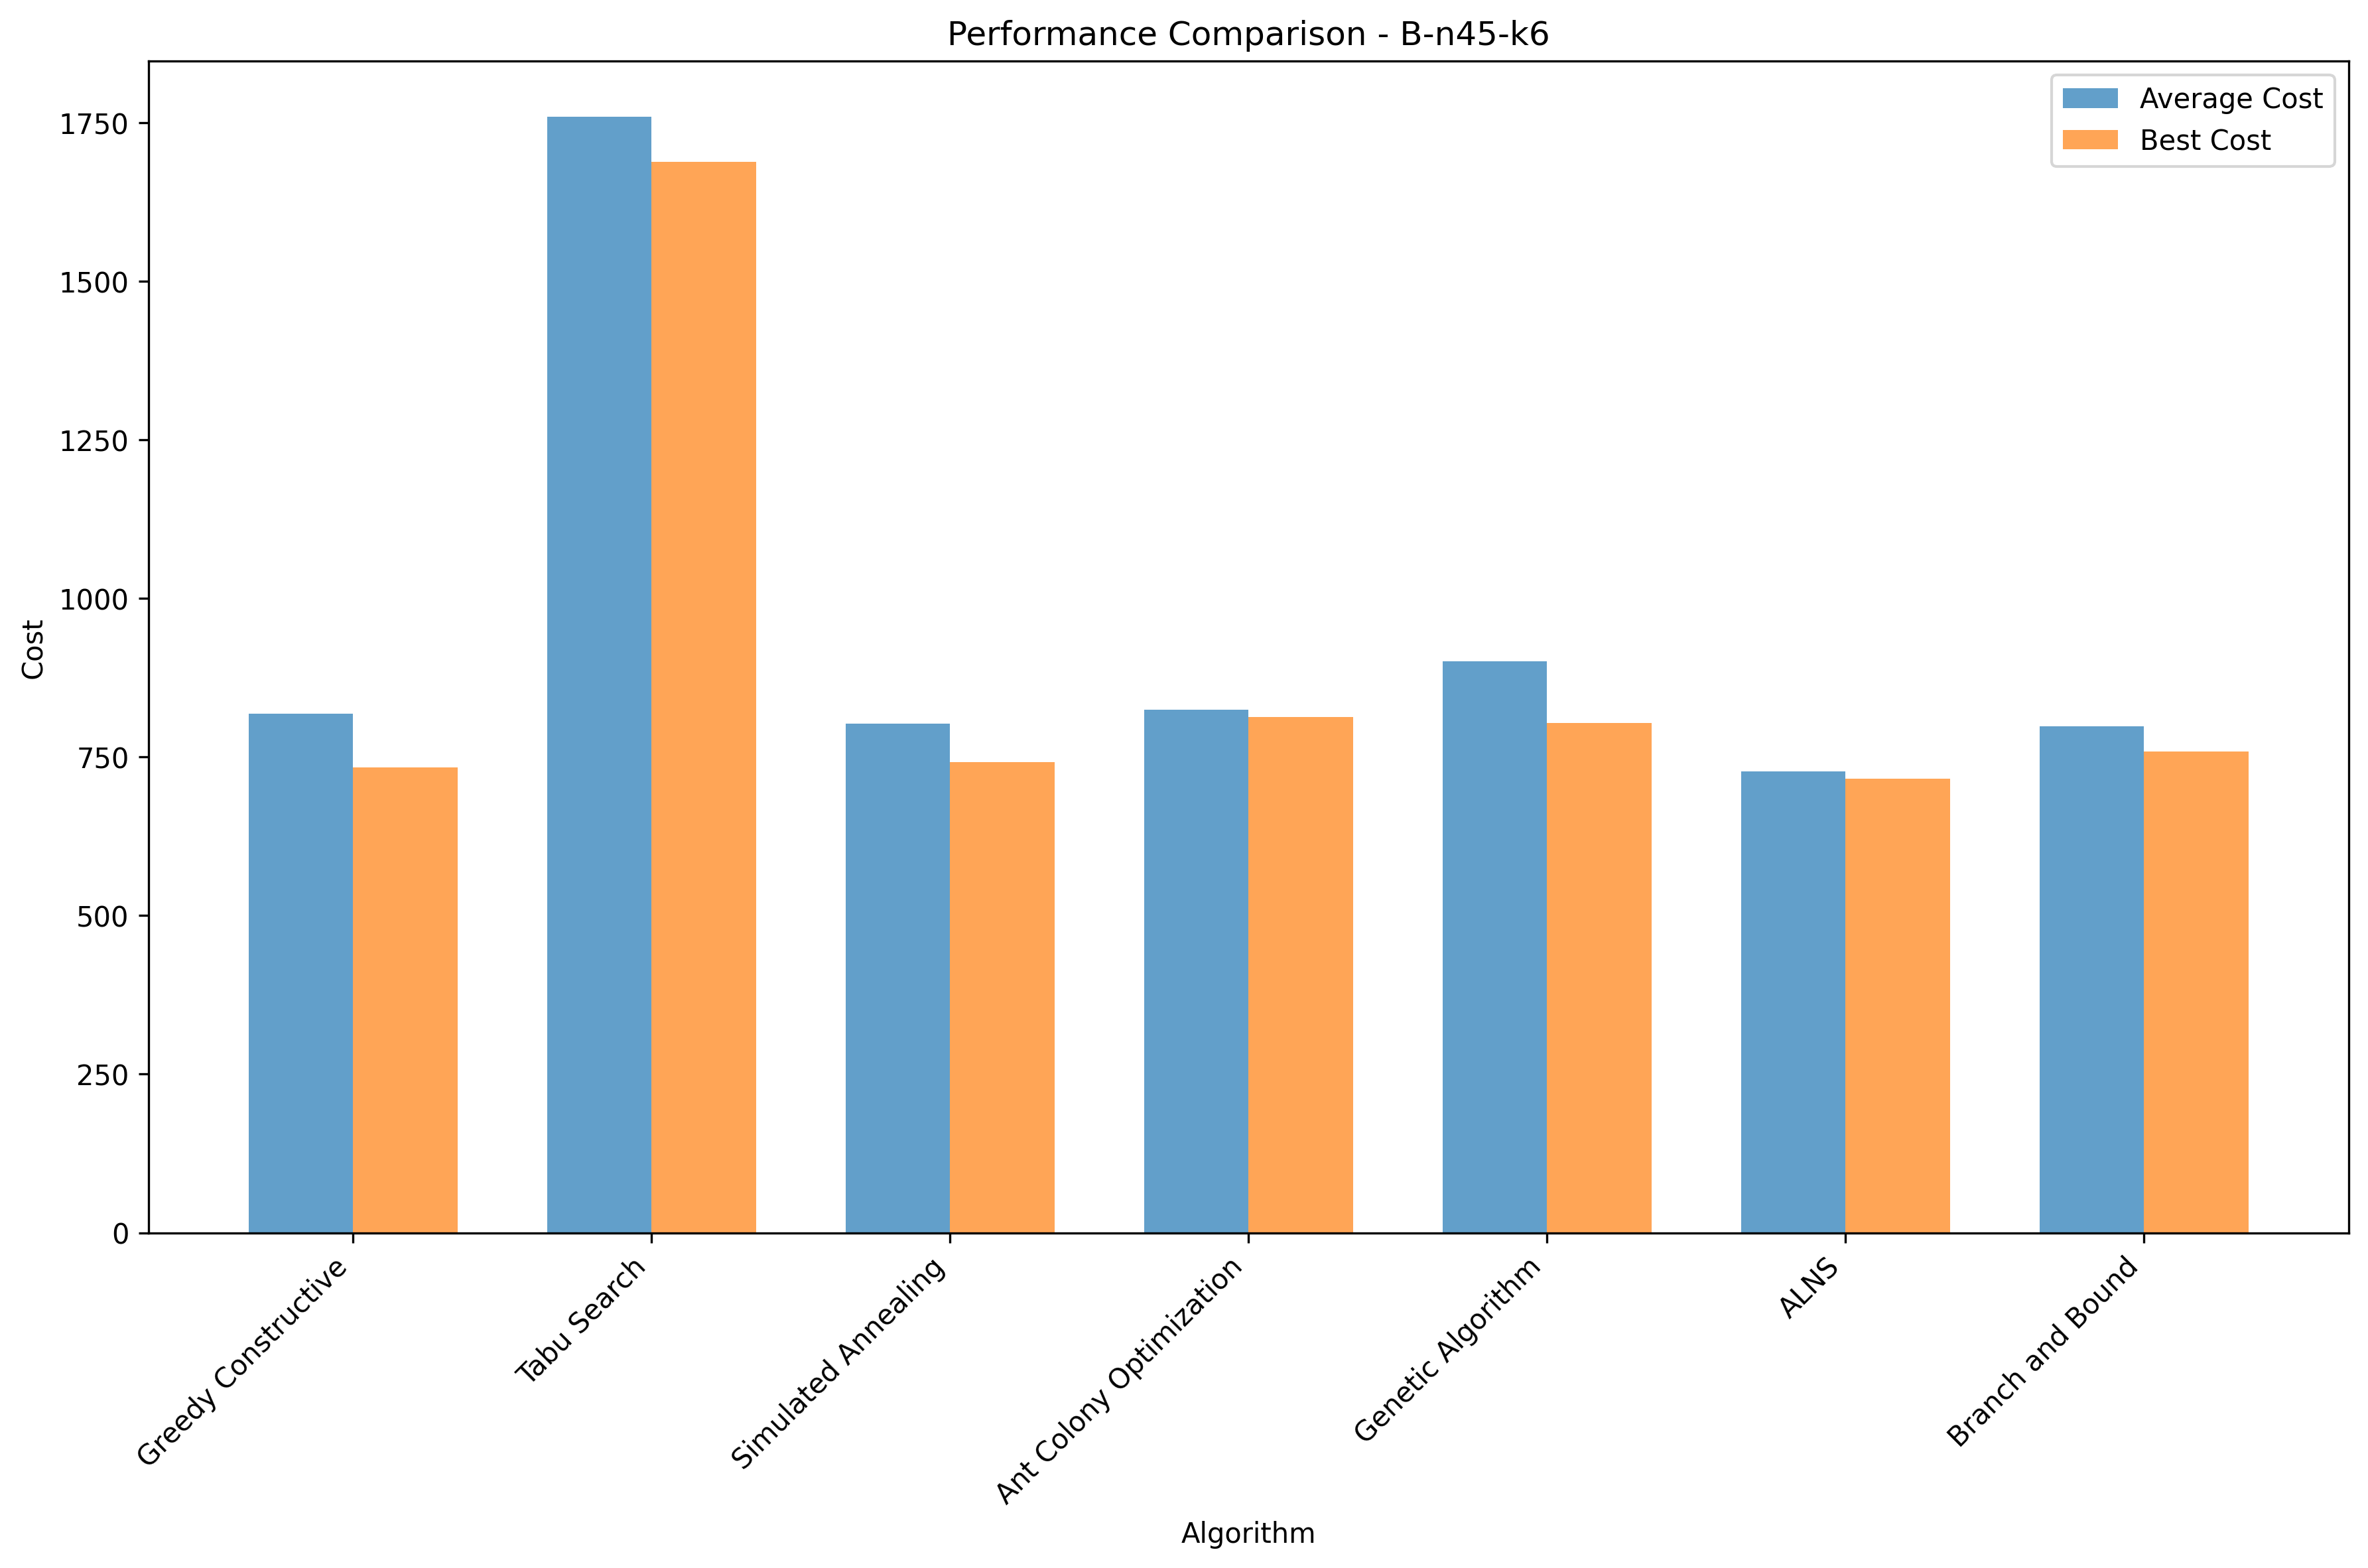 Performance Comparison - B-n45-k6
Average Cost
Best Cost
1750
1500
1250
1000
750
500
250
0
Cost
Greedy Constructive
Tabu Search
Simulated Annealing
Ant Colony Optimization
Genetic Algorithm
ALNS
Branch and Bound
Algorithm